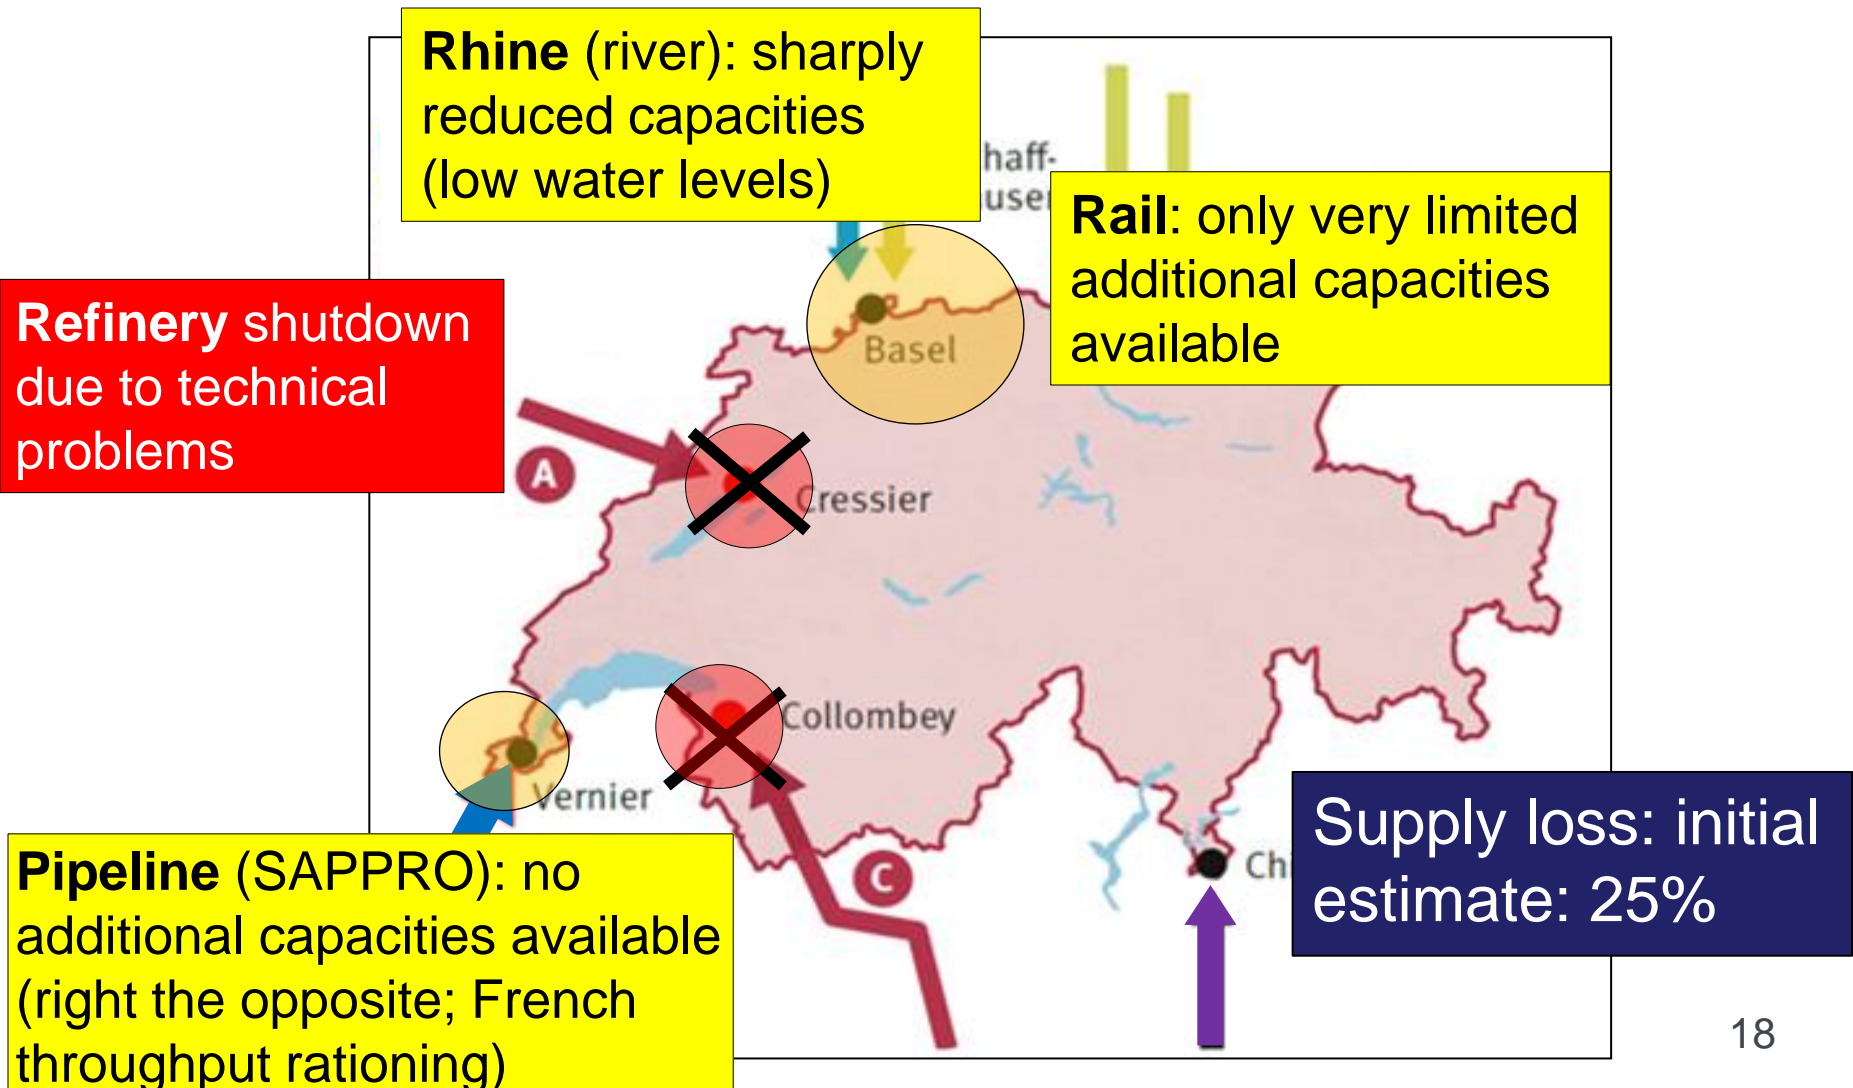 Rhine (river): sharply
reduced capacities
(low water levels)
haff-
Rail: only very limited
additional capacities
available
Refinery shutdown
due to technical
problems
Basel
A
Cressier
Collombey
Vernier
Supply loss: initial
estimate: 25%
Pipeline (SAPPRO): no
additional capacities available
(right the opposite; French
throughput rationing)
C
Chi
18